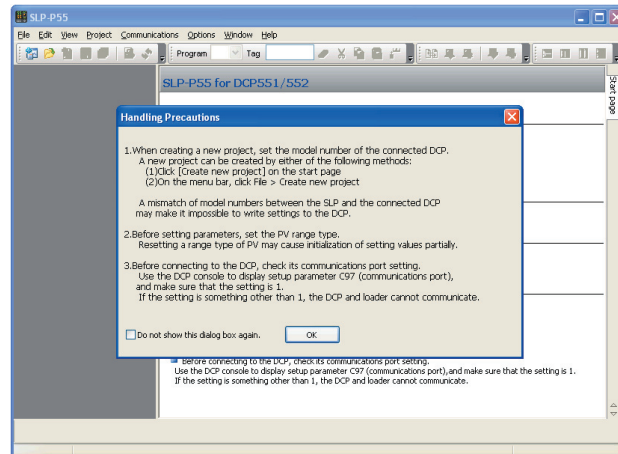 SLP-P55
File Edit View Project Communications Options Window Help
Program Tag
SLP-P55 for DCP551/552
Start page
Handling Precautions
1.When creating a new project, set the model number of the connected DCP.
A new project can be created by either of the following methods:
(1)Click [Create new project] on the start page
(2)On the menu bar, click File > Create new project
A mismatch of model numbers between the SLP and the connected DCP
may make it impossible to write settings to the DCP.
2.Before setting parameters, set the PV range type.
Resetting a range type of PV may cause initialization of setting values partially.
3.Before connecting to the DCP, check its communications port setting.
Use the DCP console to display setup parameter C97 (communications port),
and make sure that the setting is 1.
If the setting is something other than 1, the DCP and loader cannot communicate.
Do not show this dialog box again.
OK
Before connecting to the DCP, check its communications port setting.
Use the DCP console to display setup parameter C97 (communications port),and make sure that the setting is 1.
If the setting is something other than 1, the DCP and loader cannot communicate.